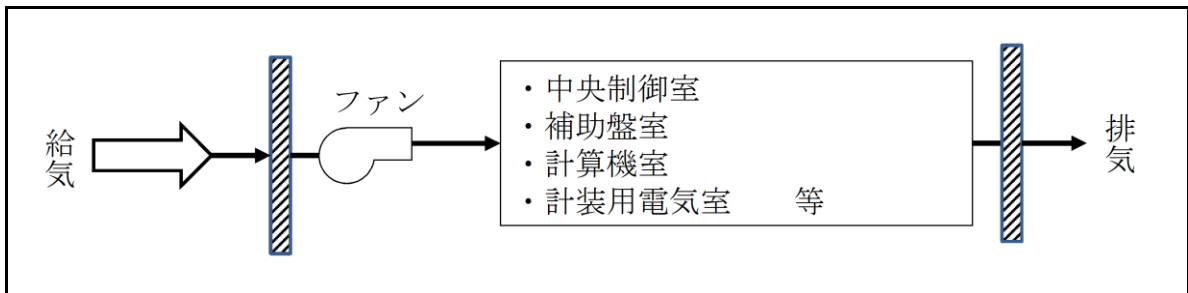 給気
ファン
・中央制御室
・補助盤室
・計算機室
・計装用電気室　　等
排気